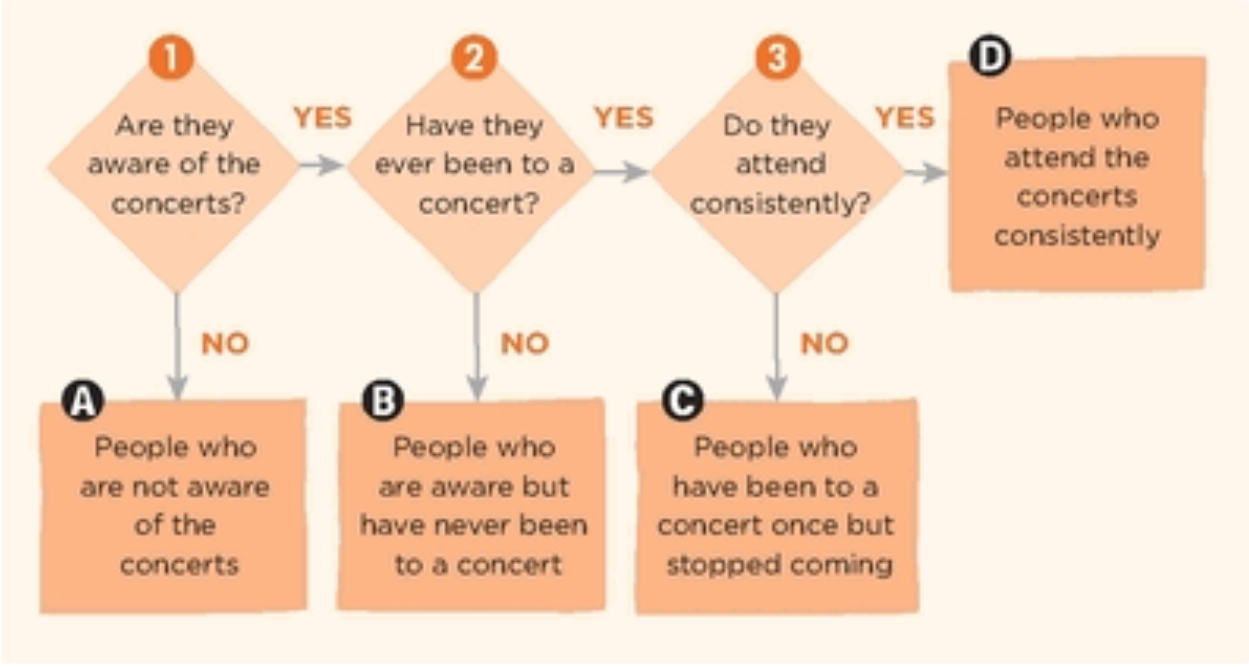 1
Are they
aware of the
concerts?
YES
2
Have they
ever been to a
concert?
YES
3
Do they
attend
consistently?
YES
D
People who
attend the
concerts
consistently
NO
NO
NO
A
People who
are not aware
of the
concerts
B
People who
are aware but
have never been
to a concert
C
People who
have been to a
concert once but
stopped coming